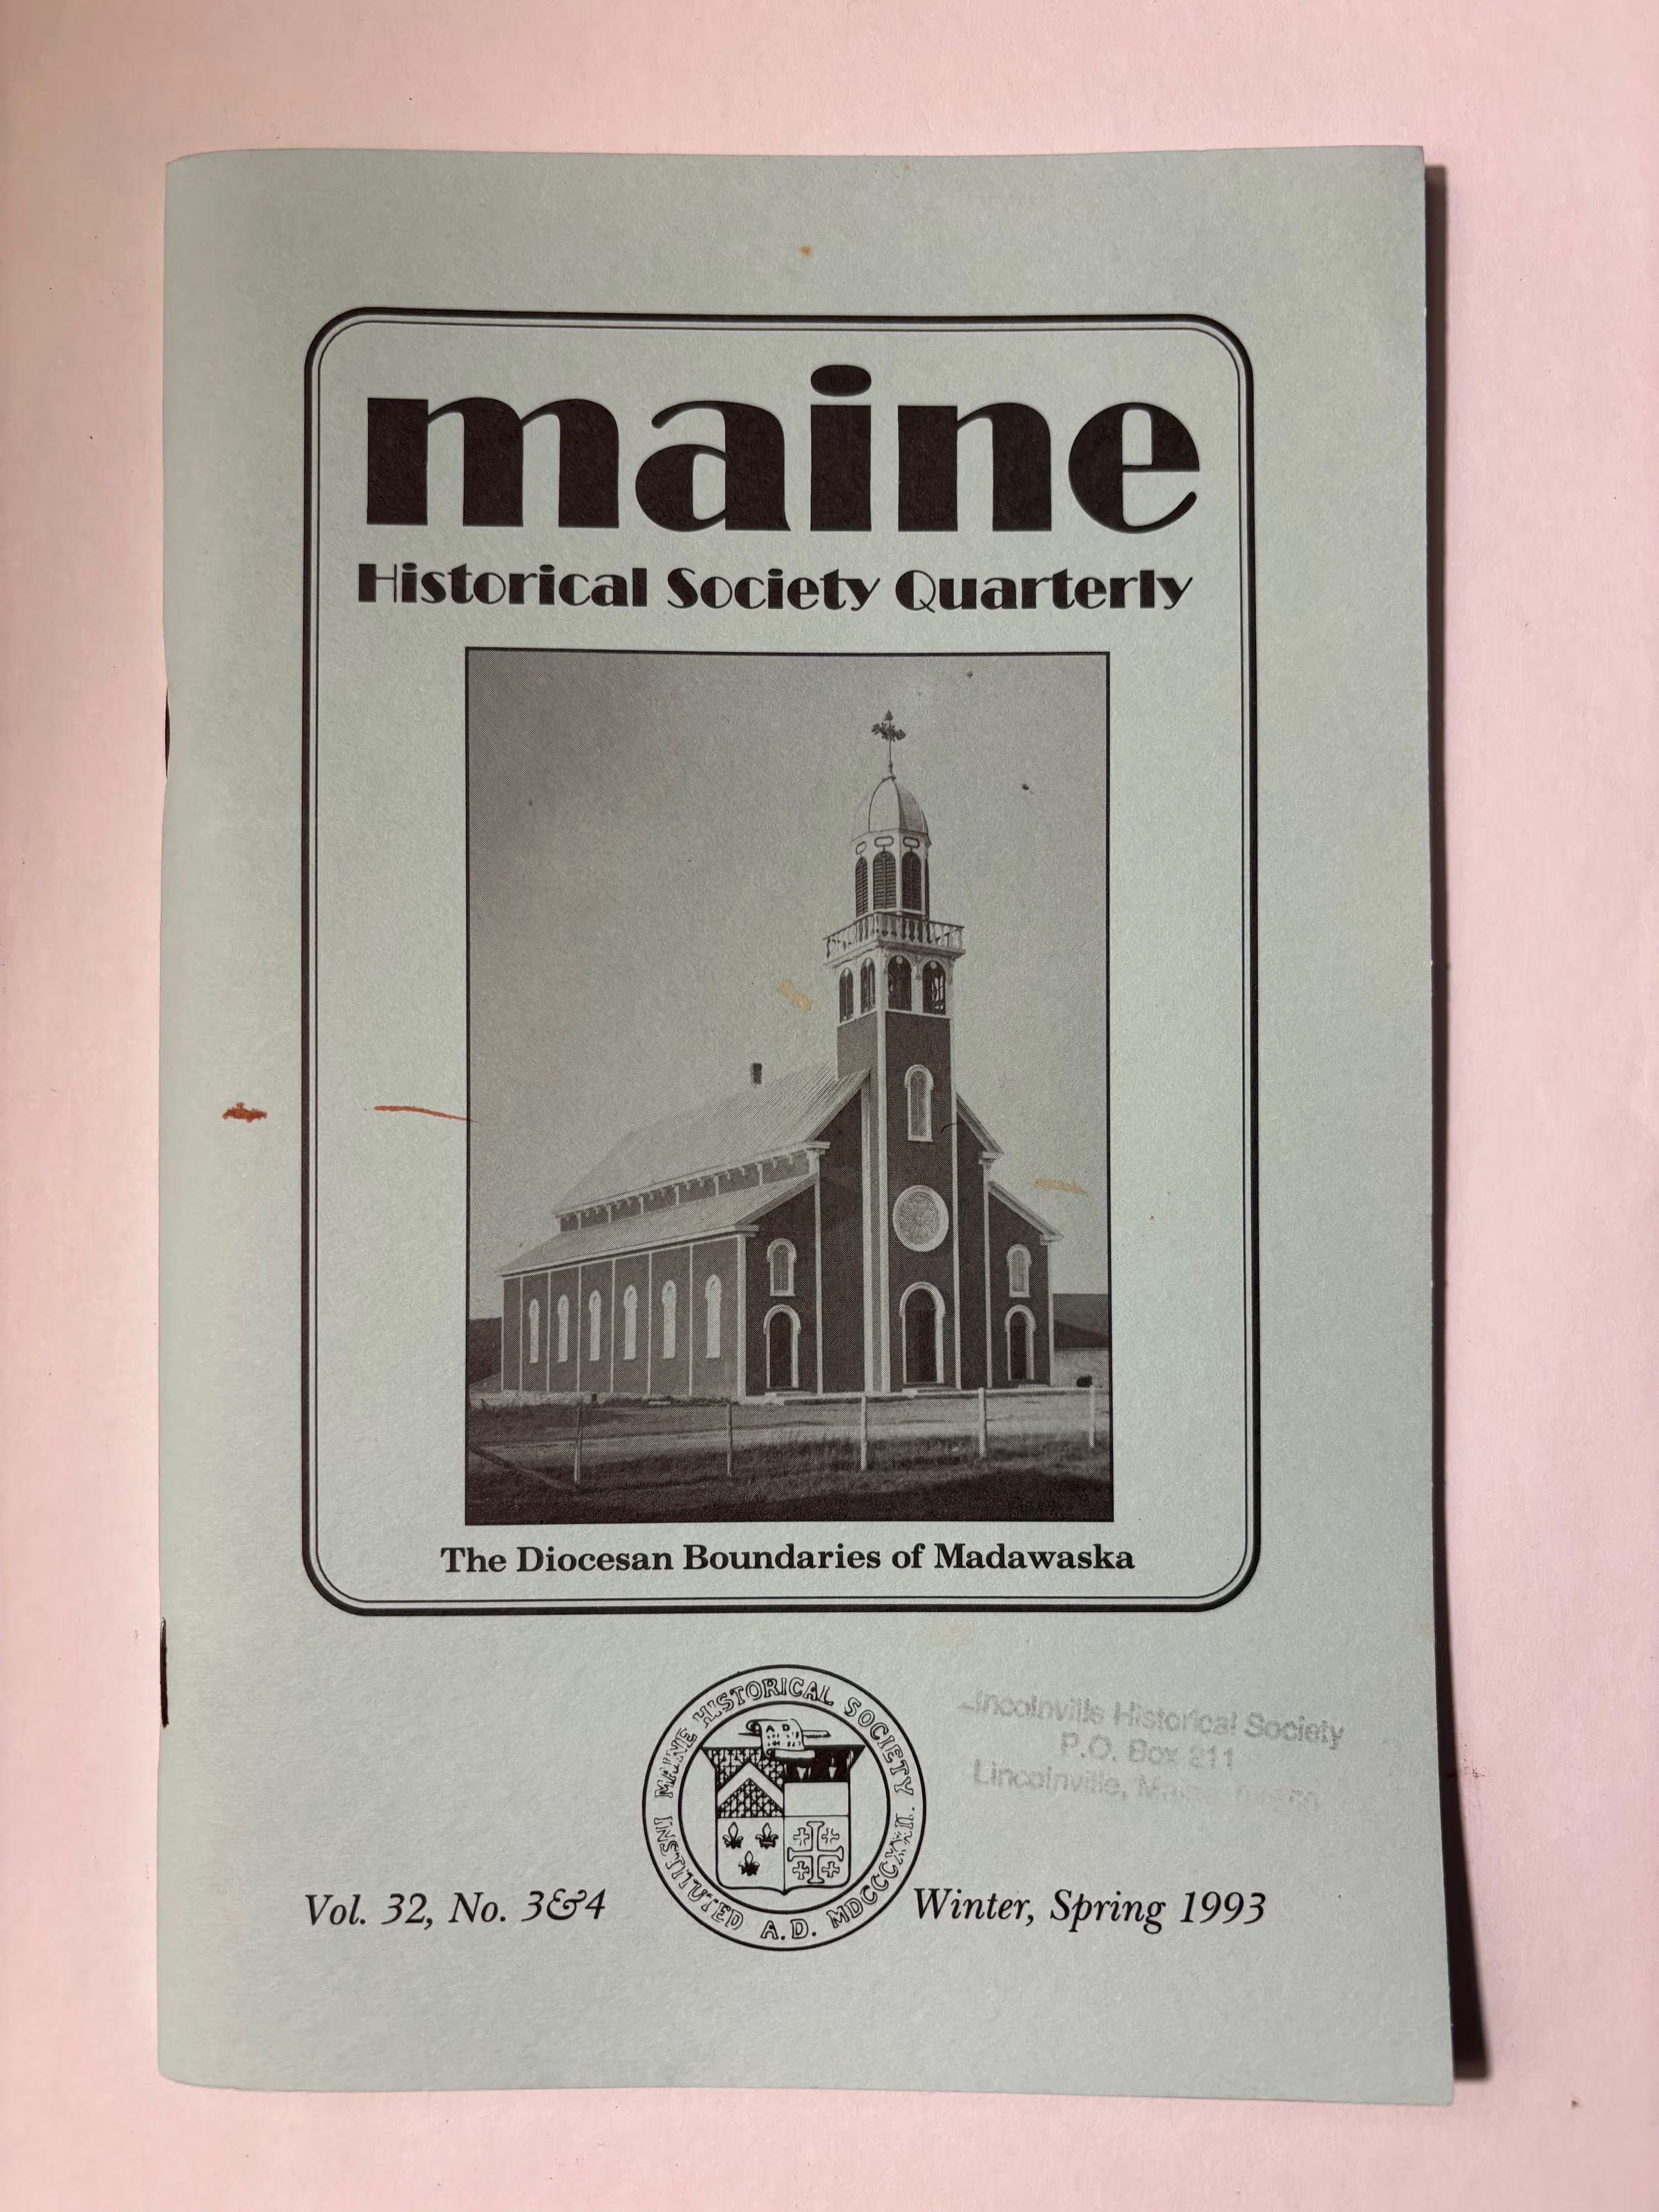 maine
Historical Society Quarterly
The Diocesan Boundaries of Madawaska
MAINE HISTORICAL SOCIETY
INSTITUTED A.D. MDCCCXXII.
Lincolnville Historical Society
P.O. Box 211
Lincolnville,
Vol. 32, No. 3&4
Winter, Spring 1993